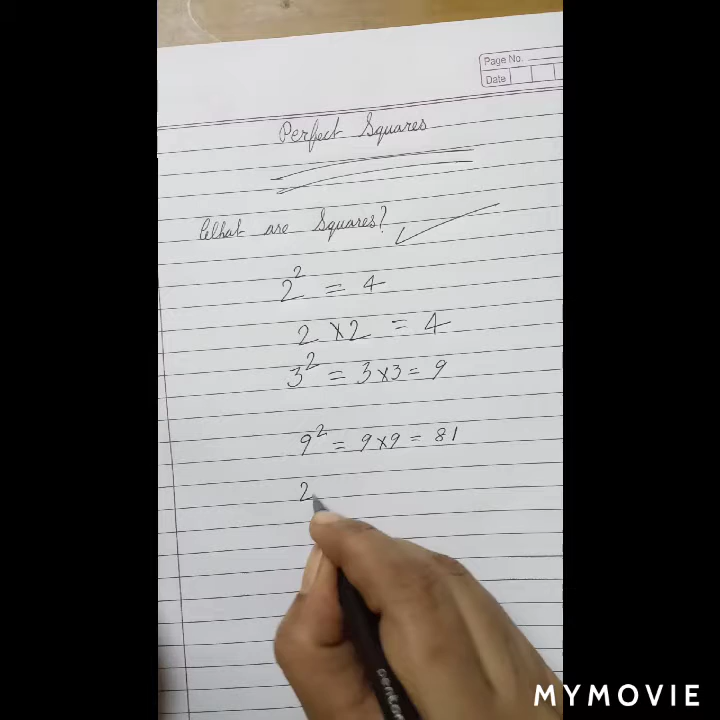 Page No.
Date
Perfect Squares
What are Squares?
2² = 4
2 × 2 = 4
3² = 3 × 3 = 9
9² = 9 × 9 = 81
2
MYMOVIE